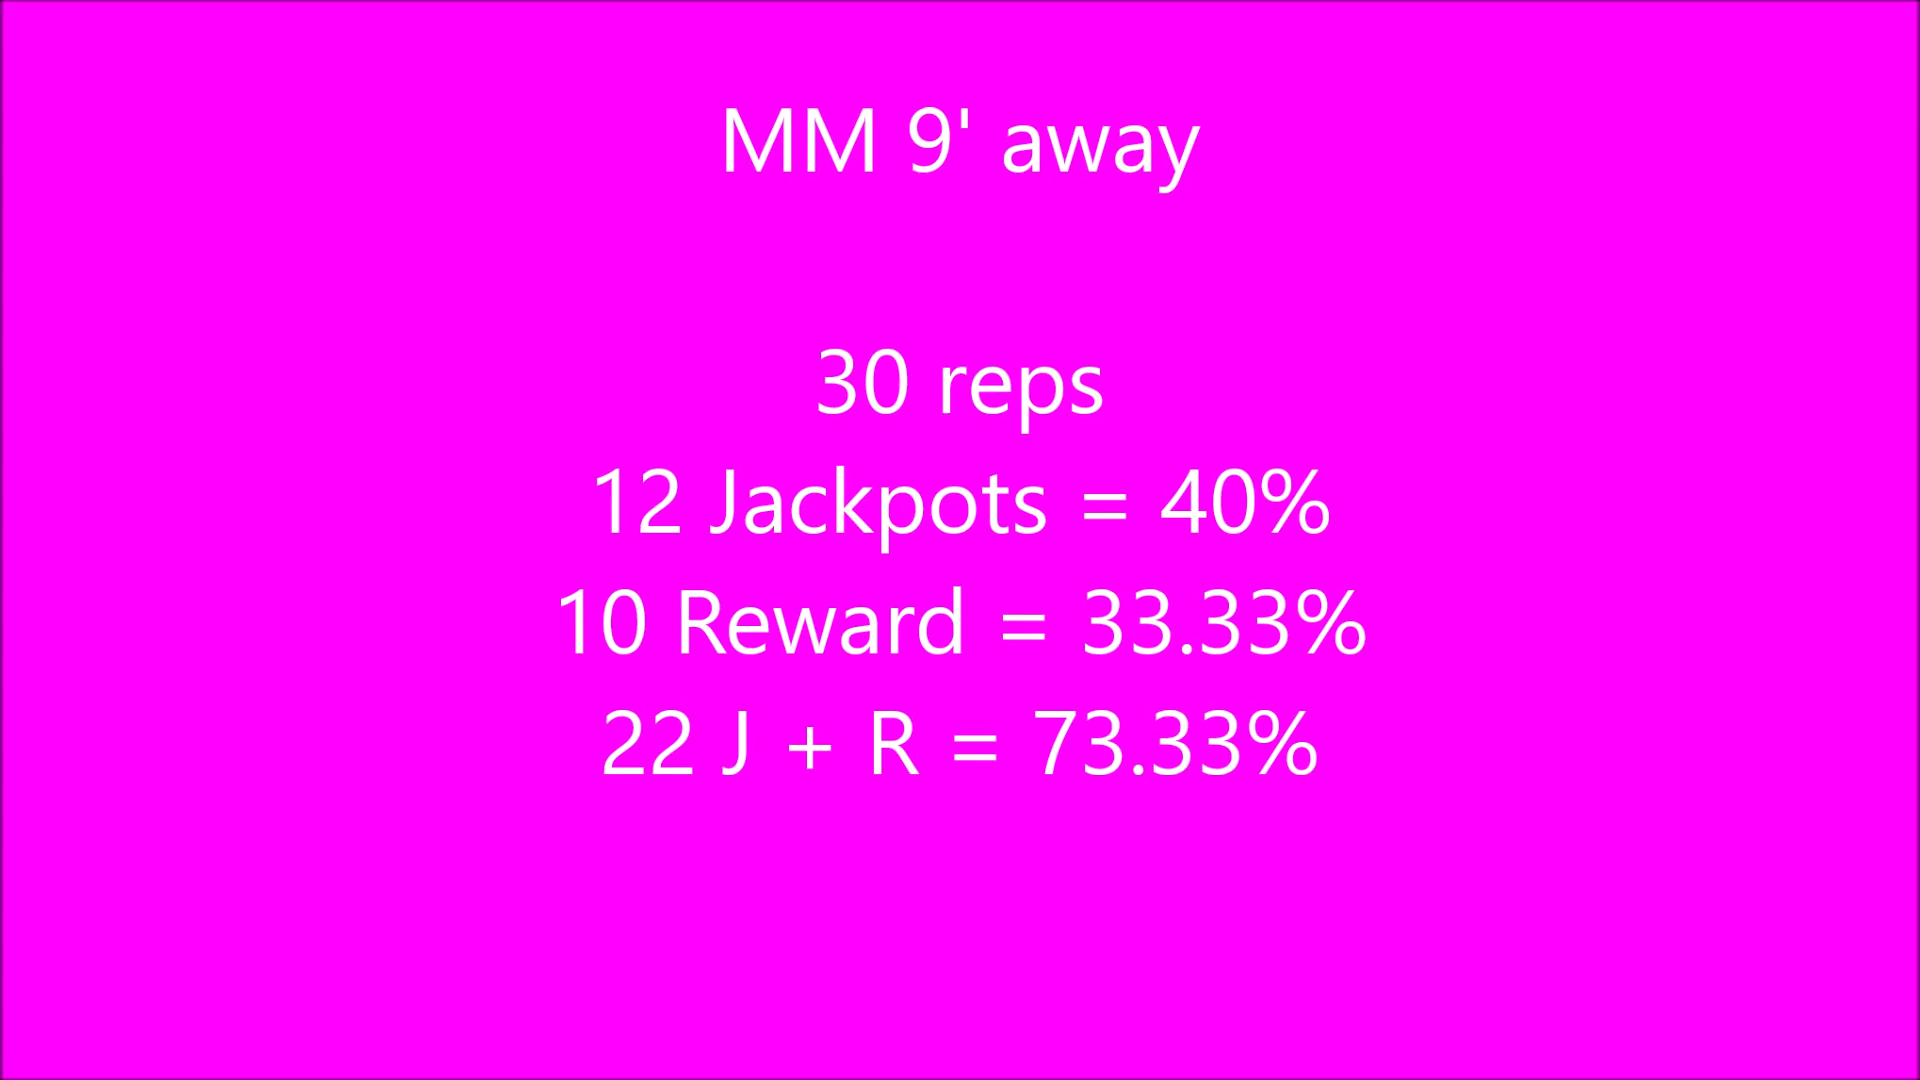 MM 9' away
30 reps
12 Jackpots = 40%
10 Reward = 33.33%
22 J + R = 73.33%